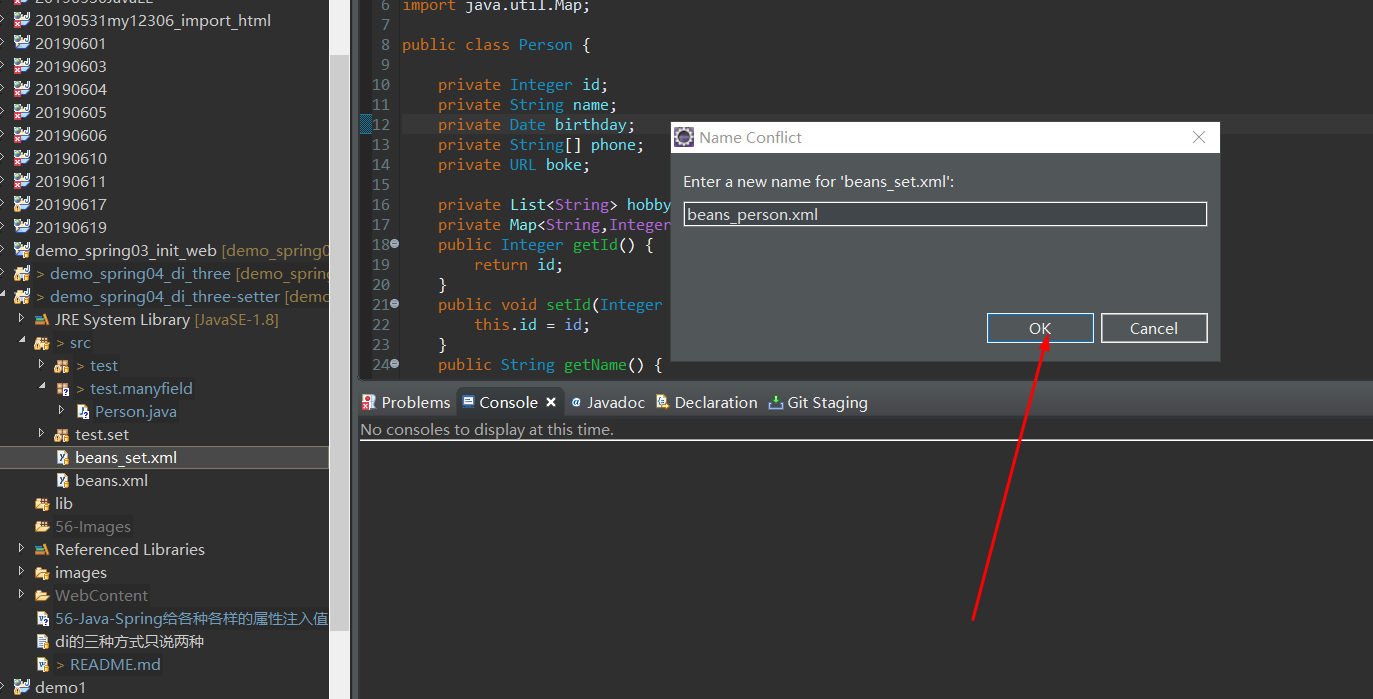 20190531my12306_import_html
20190601
20190603
20190604
20190605
20190606
20190610
20190611
20190617
20190619
demo_spring03_init_web [demo_spring0
> demo_spring04_di_three [demo_spring
> demo_spring04_di_three-setter [demo
JRE System Library [JavaSE-1.8]
> src
> test
> test.manyfield
Person.java
test.set
beans_set.xml
beans.xml
lib
56-Images
Referenced Libraries
images
WebContent
56-Java-Spring给各种各样的属性注入值
di的三种方式只说两种
> README.md
demo1
6 import java.util.Map;
7
8 public class Person {
9
10 private Integer id;
11 private String name;
12 private Date birthday;
13 private String[] phone;
14 private URL boke;
15
16 private List<String> hobby
17 private Map<String,Integer
18 public Integer getId() {
19 return id;
20 }
21 public void setId(Integer
22 this.id = id;
23 }
24 public String getName() {
Name Conflict
Enter a new name for 'beans_set.xml':
beans_person.xml
OK Cancel
Problems Console Javadoc Declaration Git Staging
No consoles to display at this time.